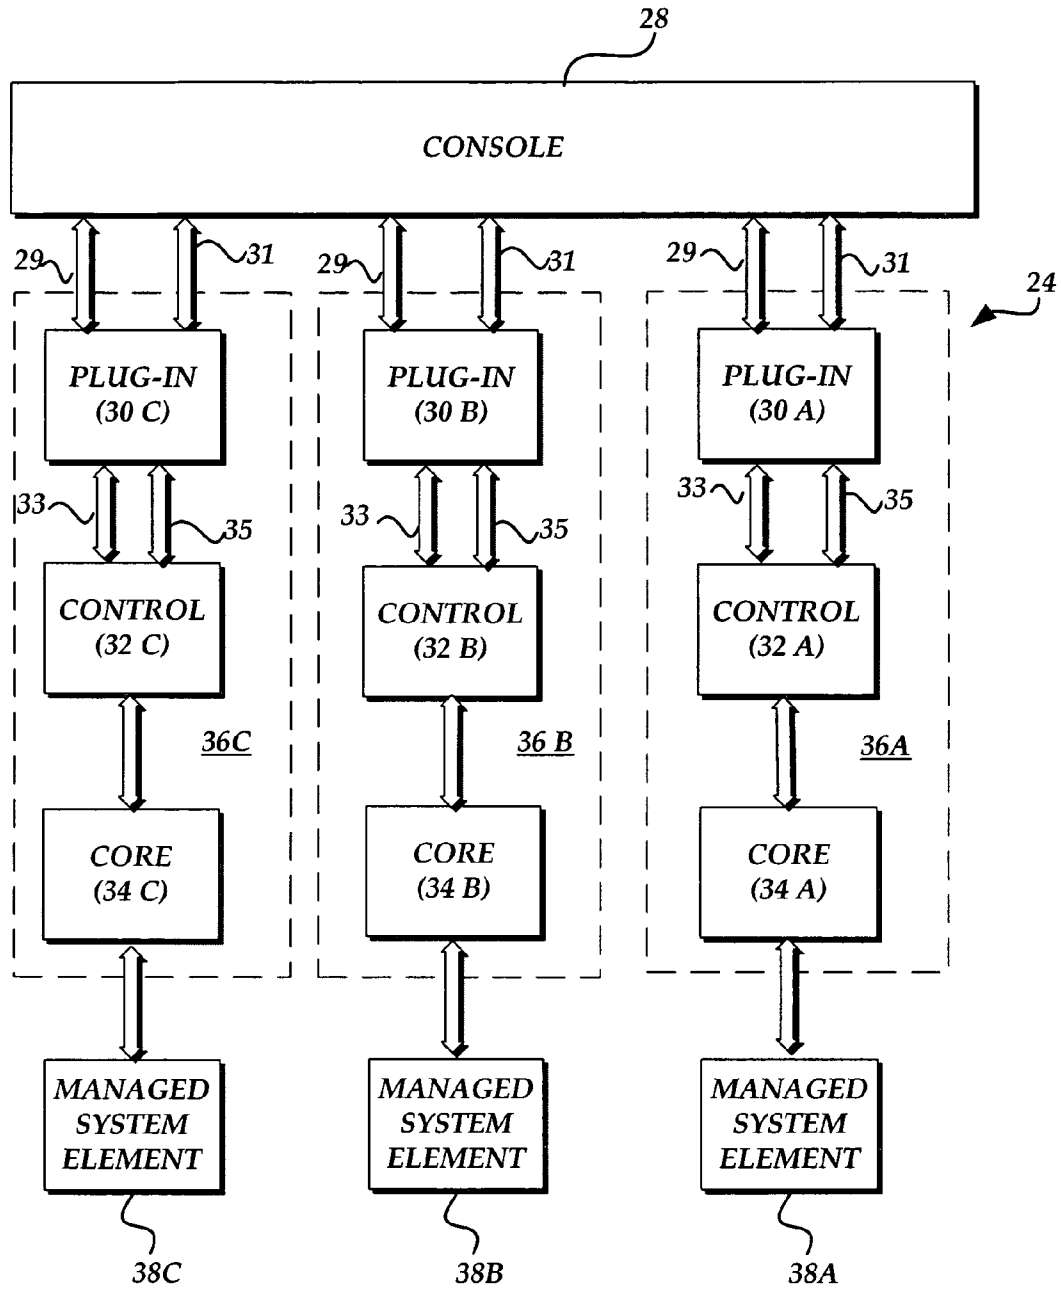 28
CONSOLE
29
31
29
31
29
31
24
PLUG-IN
(30 C)
PLUG-IN
(30 B)
PLUG-IN
(30 A)
33
35
33
35
33
35
CONTROL
(32 C)
CONTROL
(32 B)
CONTROL
(32 A)
36C
36 B
36A
CORE
(34 C)
CORE
(34 B)
CORE
(34 A)
MANAGED
SYSTEM
ELEMENT
MANAGED
SYSTEM
ELEMENT
MANAGED
SYSTEM
ELEMENT
38C
38B
38A